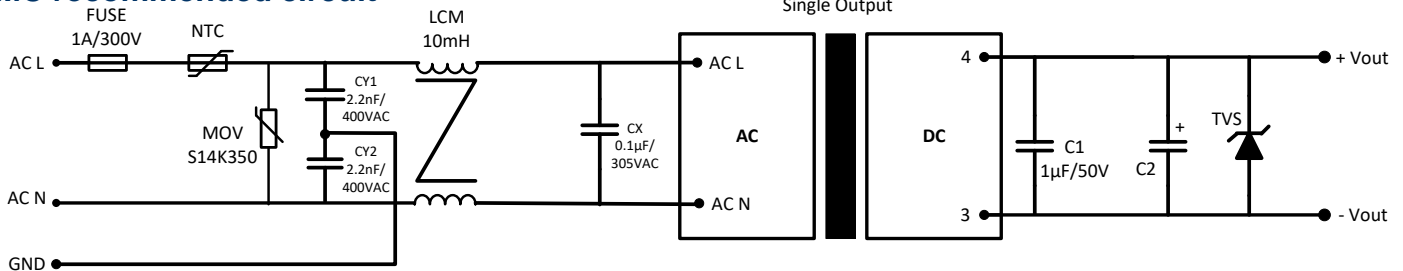 recommended circuit
Single Output
FUSE
1A/300V
NTC
LCM
10mH
AC L
AC L
4
+ Vout
CY1
2.2nF/
400VAC
MOV
S14K350
CX
0.1µF/
305VAC
AC
DC
C1
1µF/50V
+
C2
TVS
CY2
2.2nF/
400VAC
AC N
AC N
3
- Vout
GND